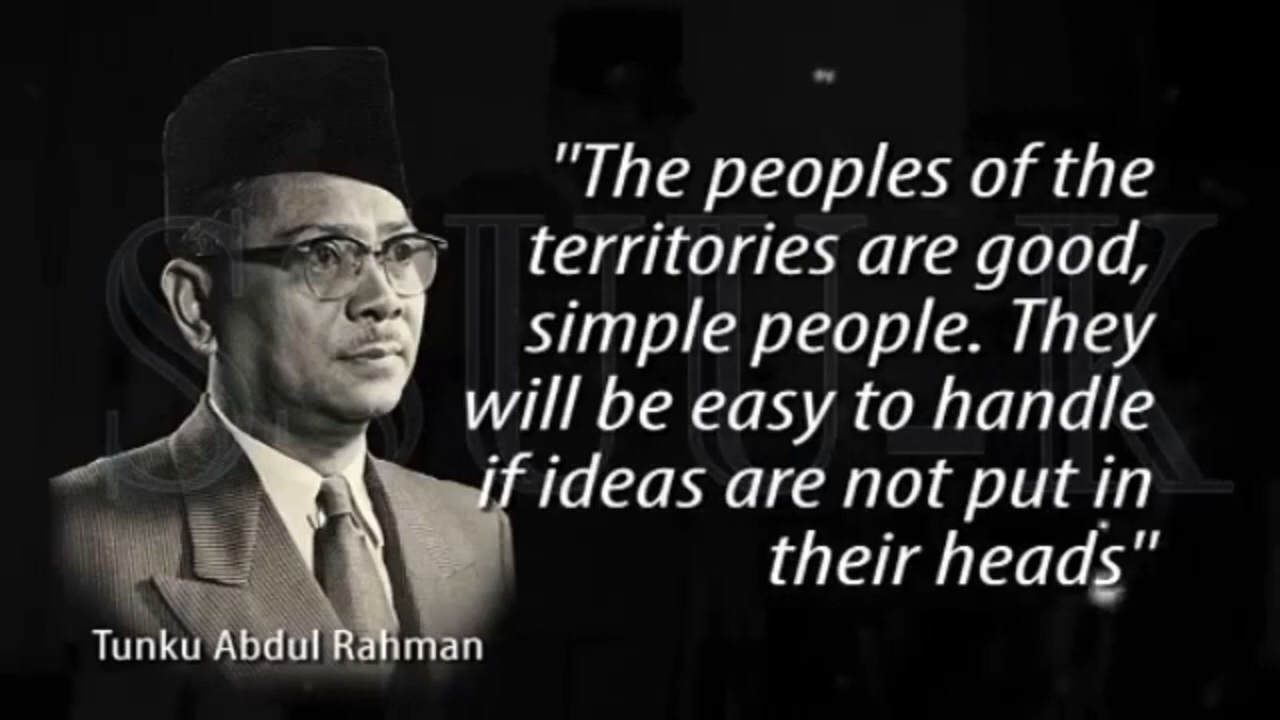 "The peoples of the
territories are good,
simple people. They
will be easy to handle
if ideas are not put in
their heads"
Tunku Abdul Rahman
SUU-K